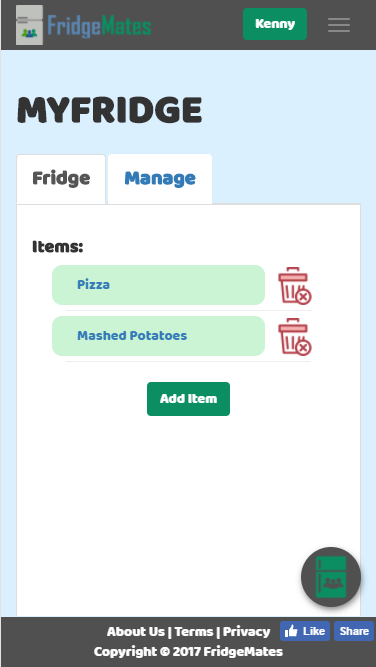 FridgeMates
Kenny
MYFRIDGE
Fridge
Manage
Items:
Pizza
Mashed Potatoes
Add Item
About Us | Terms | Privacy
Like
Share
Copyright © 2017 FridgeMates